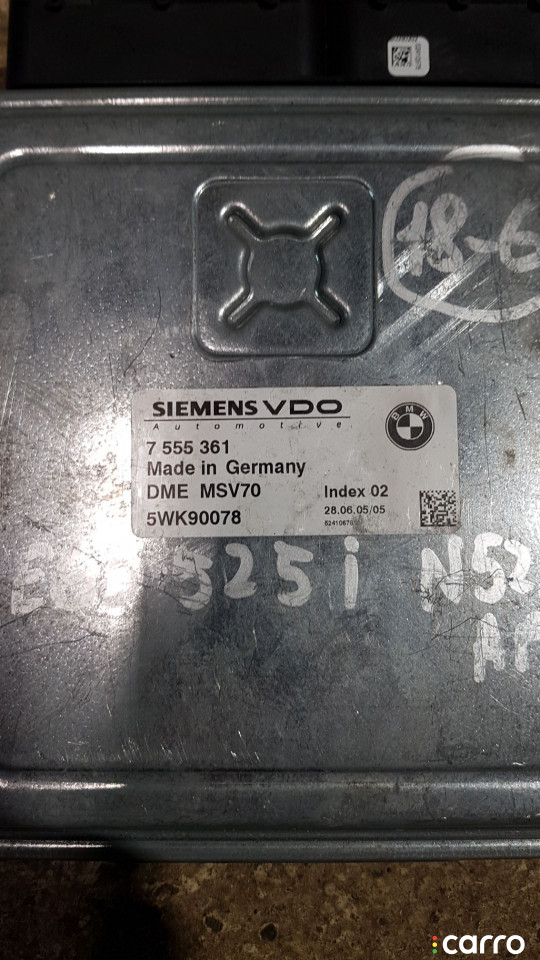 18-6
SIEMENS VDO
Automotive
BMW
7 555 361
Made in Germany
DME MSV70 Index 02
5WK90078 28.06.05/05
525i N52
carro